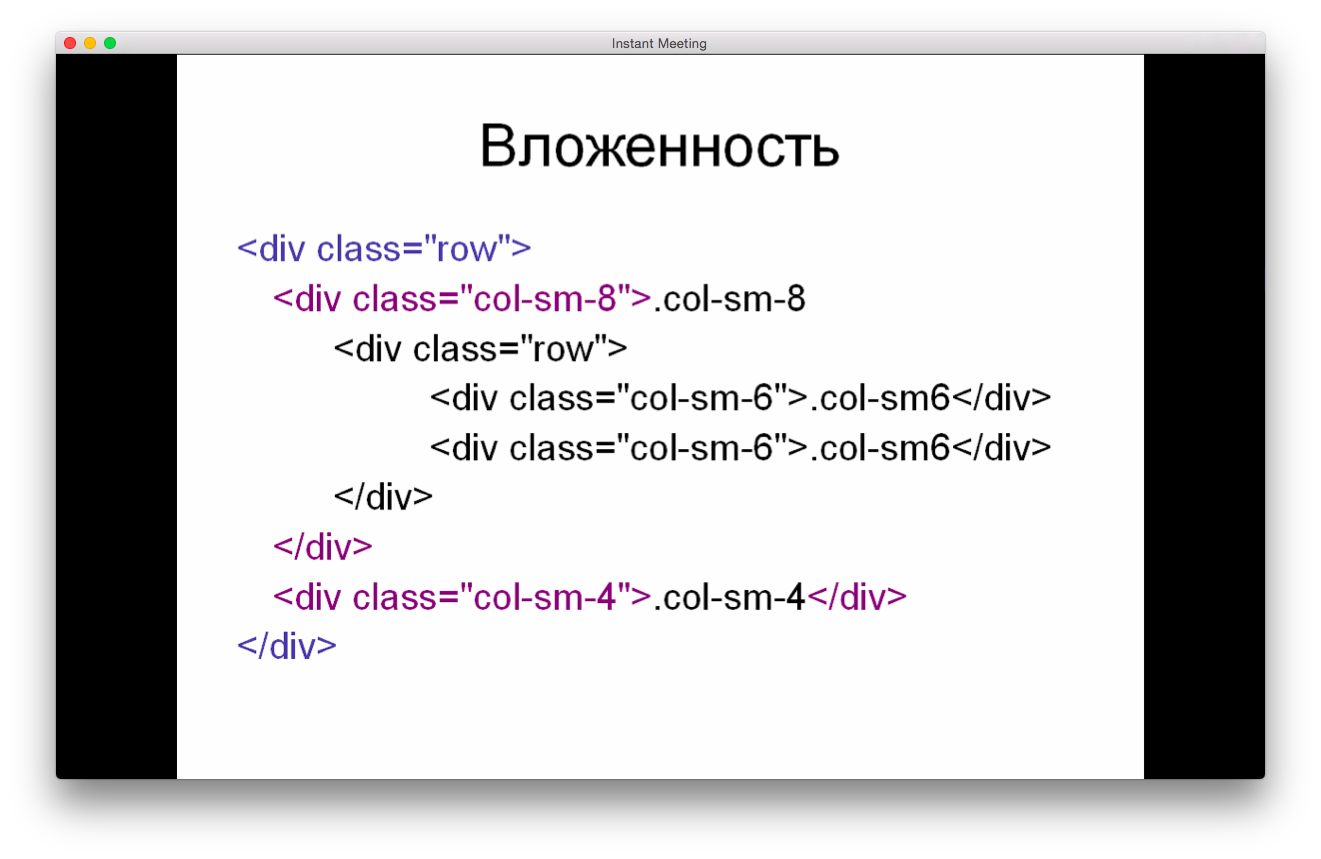 Instant Meeting
Вложенность
<div class="row">
<div class="col-sm-8">.col-sm-8
<div class="row">
<div class="col-sm-6">.col-sm6</div>
<div class="col-sm-6">.col-sm6</div>
</div>
</div>
<div class="col-sm-4">.col-sm-4</div>
</div>